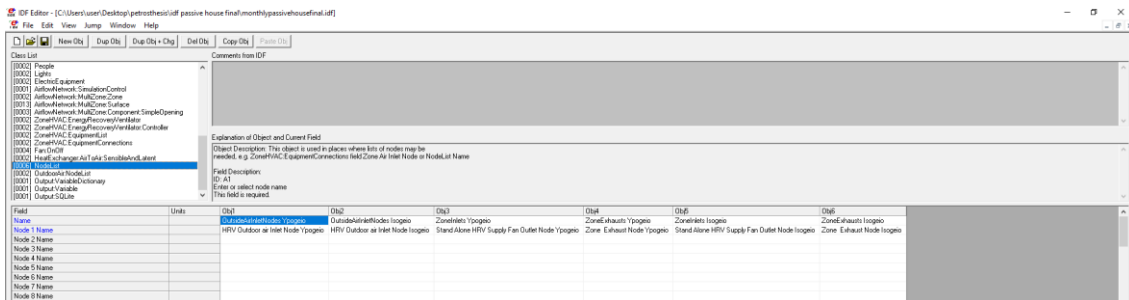 IDF Editor - [C:\Users\user\Desktop\petrosthesis\idf passive house final\monthlypassivehousefinal.idf]
File Edit View Jump Window Help
New Obj Dup Obj Dup Obj + Chg Del Obj Copy Obj Paste Obj
Class List
Comments from IDF
[0002] People
[0002] Lights
[0002] ElectricEquipment
[0001] AirflowNetwork:SimulationControl
[0002] AirflowNetwork:MultiZone:Zone
[0013] AirflowNetwork:MultiZone:Surface
[0003] AirflowNetwork:MultiZone:Component:SimpleOpening
[0002] ZoneHVAC:EnergyRecoveryVentilator
[0002] ZoneHVAC:EnergyRecoveryVentilator:Controller
[0002] ZoneHVAC:EquipmentList
[0002] ZoneHVAC:EquipmentConnections
[0004] Fan:OnOff
[0002] HeatExchanger:AirToAir:SensibleAndLatent
[0006] NodeList
[0002] OutdoorAir:NodeList
[0001] Output:VariableDictionary
[0001] Output:Variable
[0001] Output:SQLite
Explanation of Object and Current Field
Object Description: This object is used in places where lists of nodes may be
needed, e.g. ZoneHVAC:EquipmentConnections field Zone Air Inlet Node or NodeList Name
Field Description:
ID: A1
Enter or select node name
This field is required.
Field Units Obj1 Obj2 Obj3 Obj4 Obj5 Obj6
Name OutsideAirInletNodes Ypogeio OutsideAirInletNodes Isogeio ZoneInlets Ypogeio ZoneExhausts Ypogeio ZoneInlets Isogeio ZoneExhausts Isogeio
Node 1 Name HRV Outdoor air Inlet Node Ypogeio HRV Outdoor air Inlet Node Isogeio Stand Alone HRV Supply Fan Outlet Node Ypogeio Zone Exhaust Node Ypogeio Stand Alone HRV Supply Fan Outlet Node Isogeio Zone Exhaust Node Isogeio
Node 2 Name
Node 3 Name
Node 4 Name
Node 5 Name
Node 6 Name
Node 7 Name
Node 8 Name